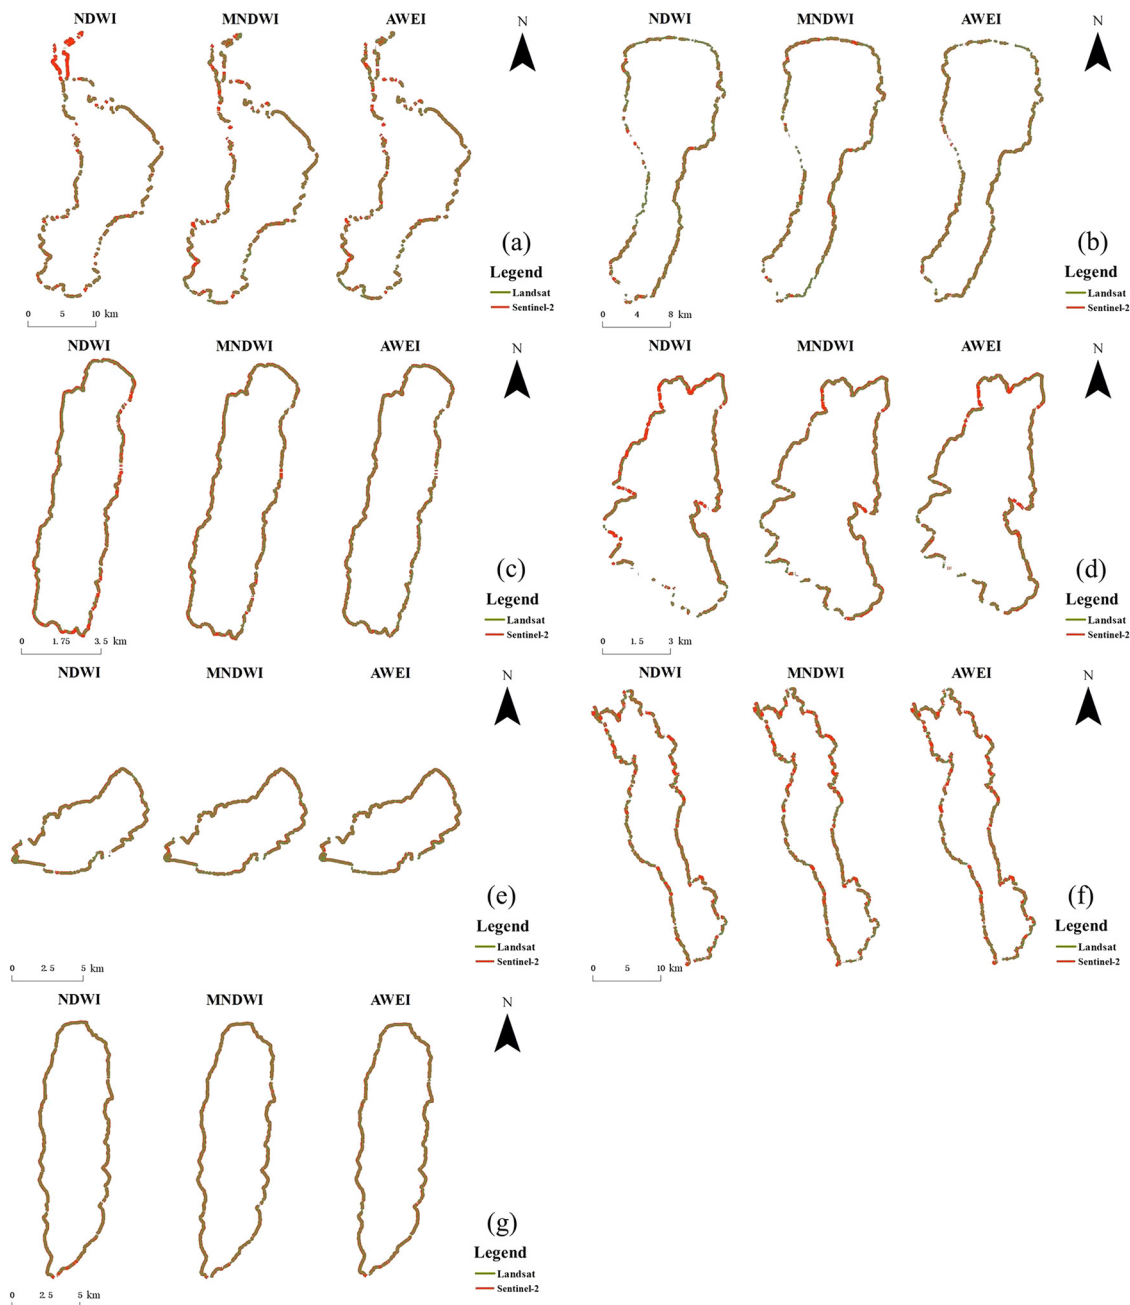 NDWI MNDWI AWEI N
(a)
Legend
Landsat
Sentinel-2
0 5 10 km
NDWI MNDWI AWEI N
(b)
Legend
Landsat
Sentinel-2
0 4 8 km
NDWI MNDWI AWEI N
(c)
Legend
Landsat
Sentinel-2
0 1.75 3.5 km
NDWI MNDWI AWEI N
(d)
Legend
Landsat
Sentinel-2
0 1.5 3 km
NDWI MNDWI AWEI N
(e)
Legend
Landsat
Sentinel-2
0 2.5 5 km
NDWI MNDWI AWEI N
(f)
Legend
Landsat
Sentinel-2
0 5 10 km
NDWI MNDWI AWEI N
(g)
Legend
Landsat
Sentinel-2
0 2.5 5 km